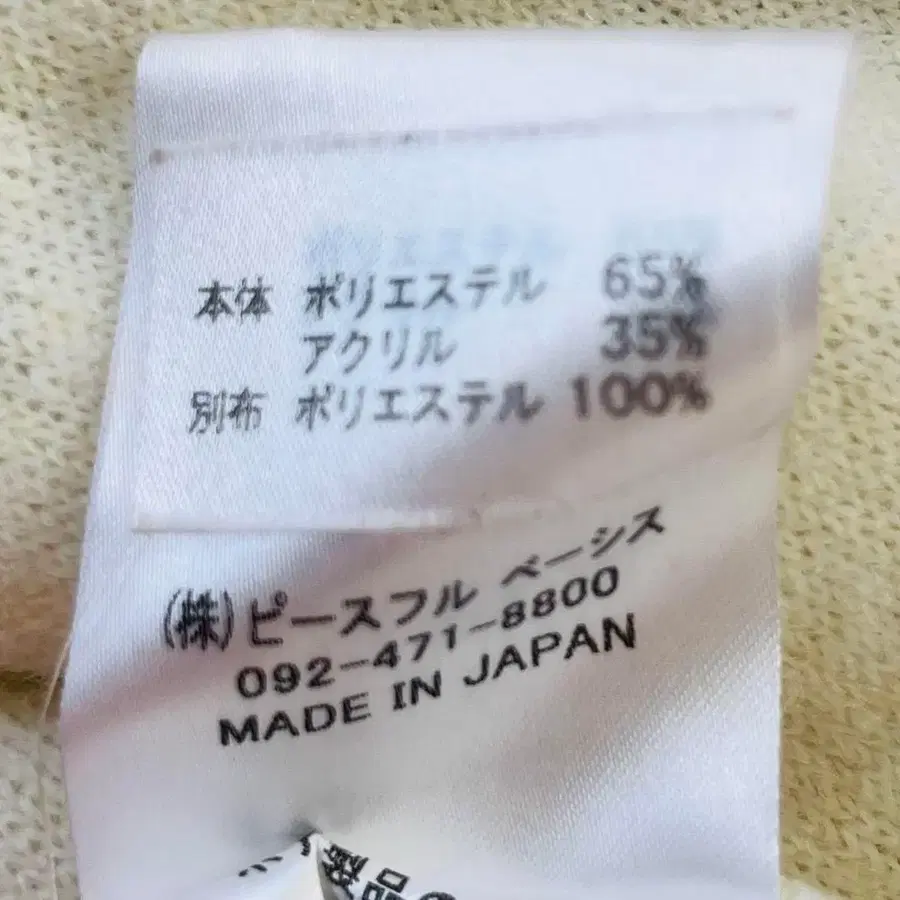 本体 ポリエステル 65%
アクリル 35%
別布 ポリエステル 100%
(株)ピースフル ベーシス
092-471-8800
MADE IN JAPAN
製品